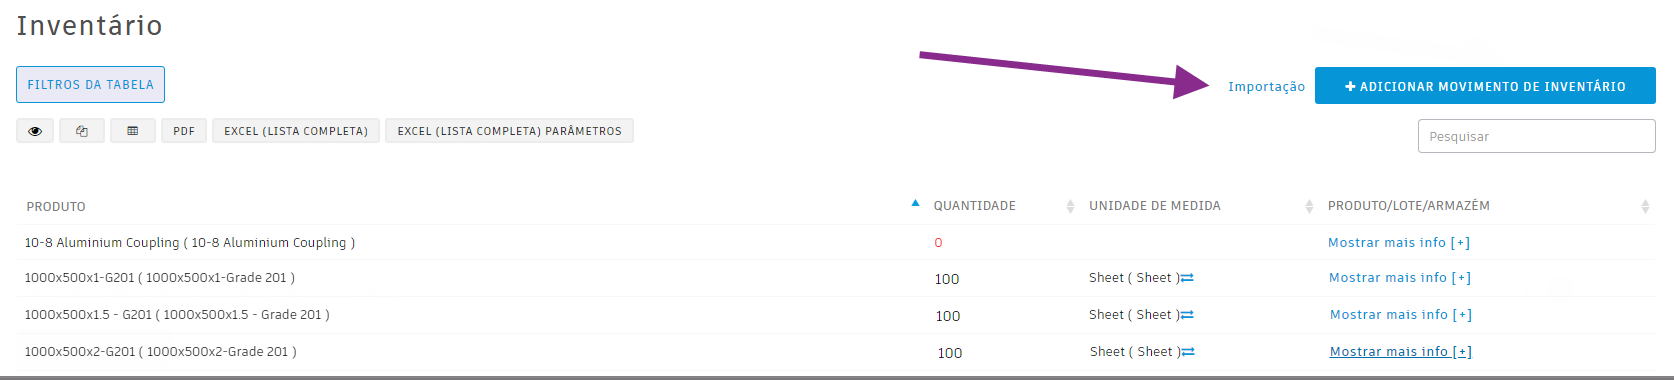 Inventário
FILTROS DA TABELA
Importação
+ ADICIONAR MOVIMENTO DE INVENTÁRIO
PDF
EXCEL (LISTA COMPLETA)
EXCEL (LISTA COMPLETA) PARÂMETROS
Pesquisar
PRODUTO QUANTIDADE UNIDADE DE MEDIDA PRODUTO/LOTE/ARMAZÉM
10-8 Aluminium Coupling ( 10-8 Aluminium Coupling ) 0 Mostrar mais info [+]
1000x500x1-G201 ( 1000x500x1-Grade 201 ) 100 Sheet ( Sheet ) Mostrar mais info [+]
1000x500x1.5 - G201 ( 1000x500x1.5 - Grade 201 ) 100 Sheet ( Sheet ) Mostrar mais info [+]
1000x500x2-G201 ( 1000x500x2-Grade 201 ) 100 Sheet ( Sheet ) Mostrar mais info [+]